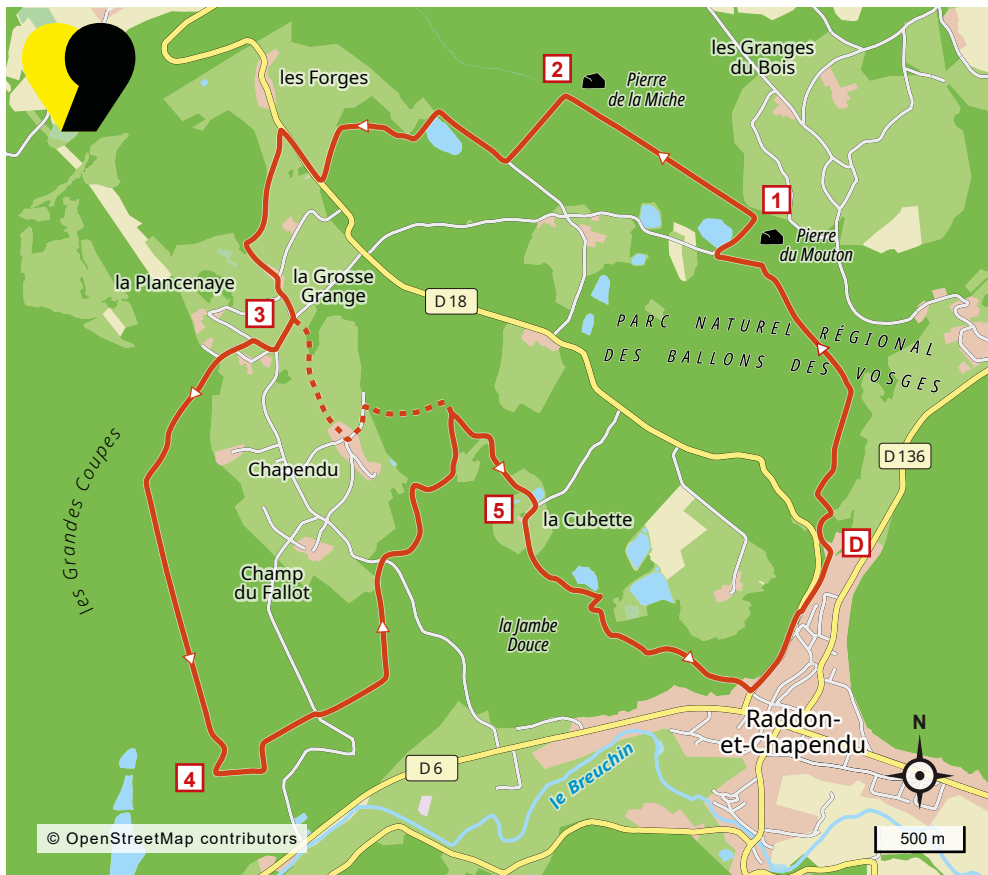 les Granges
du Bois
les Forges
2
Pierre
de la Miche
1
Pierre
du Mouton
la Plancenaye
la Grosse
Grange
3
D 18
PARC NATUREL RÉGIONAL
DES BALLONS DES VOSGES
les Grandes Coupes
Chapendu
D 136
5
la Cubette
D
Champ
du Fallot
la Jambe
Douce
Raddon-
et-Chapendu
N
4
D 6
le Breuchin
© OpenStreetMap contributors
500 m